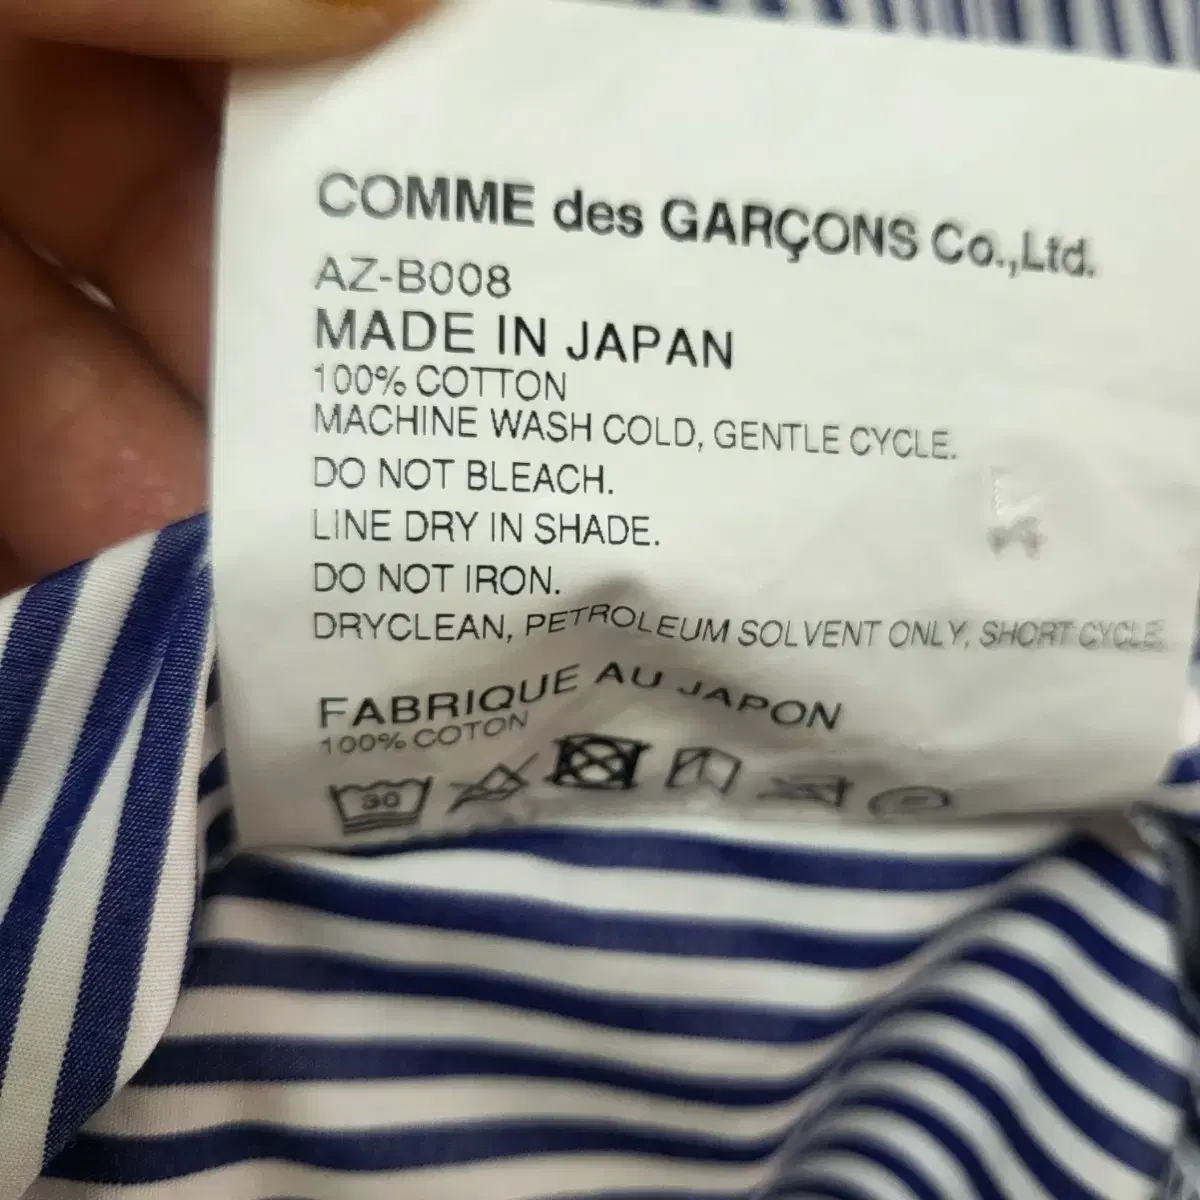 COMME des GARÇONS Co.,Ltd.
AZ-B008
MADE IN JAPAN
100% COTTON
MACHINE WASH COLD, GENTLE CYCLE.
DO NOT BLEACH.
LINE DRY IN SHADE.
DO NOT IRON.
DRYCLEAN, PETROLEUM SOLVENT ONLY, SHORT CYCLE.
FABRIQUE AU JAPON
100% COTON
30